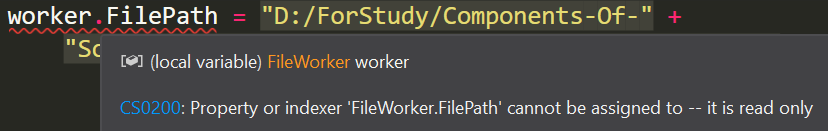 worker.FilePath = "D:/ForStudy/Components-Of-" +
"Sc
(local variable) FileWorker worker
CS0200: Property or indexer 'FileWorker.FilePath' cannot be assigned to -- it is read only